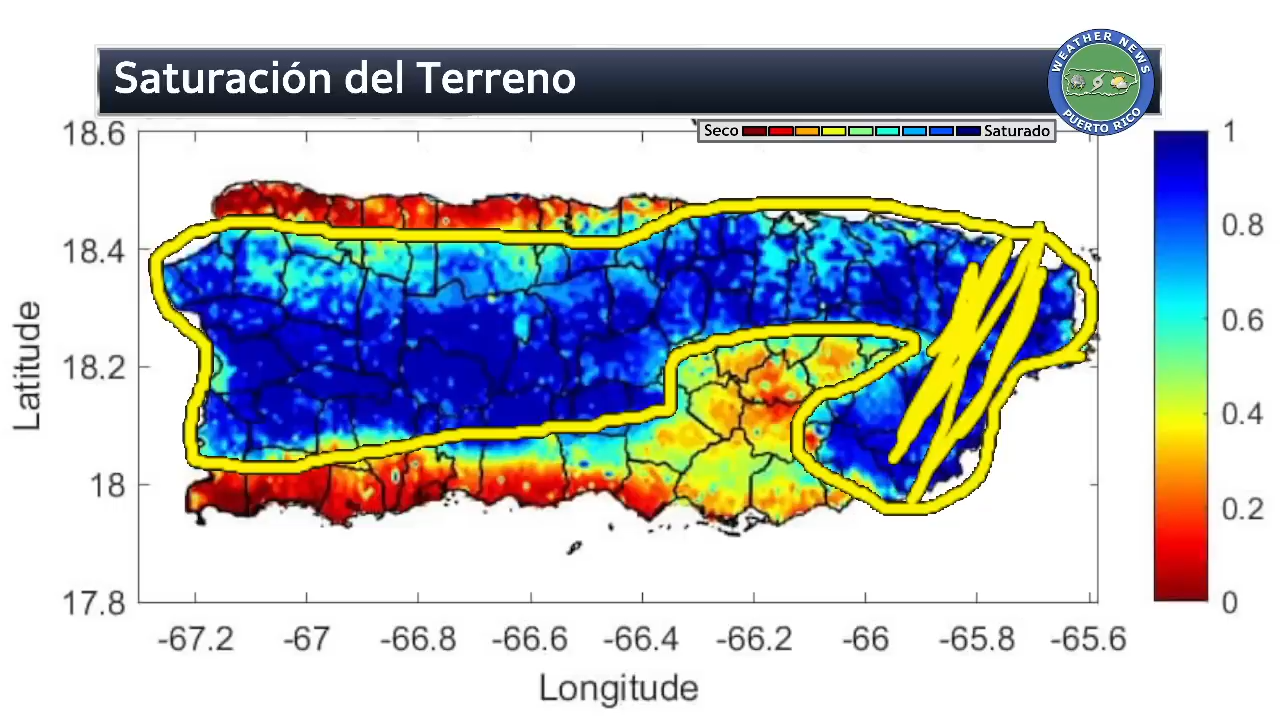 Saturación del Terreno
WEATHER NEWS
PUERTO RICO
Seco
Saturado
18.6
18.4
18.2
18
17.8
Latitude
-67.2 -67 -66.8 -66.6 -66.4 -66.2 -66 -65.8 -65.6
Longitude
1
0.8
0.6
0.4
0.2
0